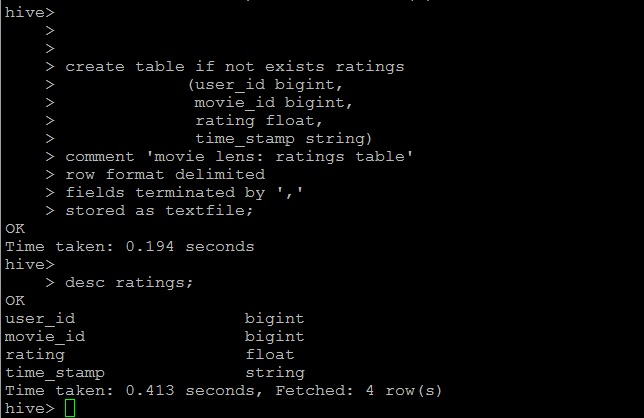 hive>
    >
    >
    > create table if not exists ratings
    >             (user_id bigint,
    >              movie_id bigint,
    >              rating float,
    >              time_stamp string)
    > comment 'movie lens: ratings table'
    > row format delimited
    > fields terminated by ','
    > stored as textfile;
OK
Time taken: 0.194 seconds
hive>
    > desc ratings;
OK
user_id                 bigint
movie_id                bigint
rating                  float
time_stamp              string
Time taken: 0.413 seconds, Fetched: 4 row(s)
hive>